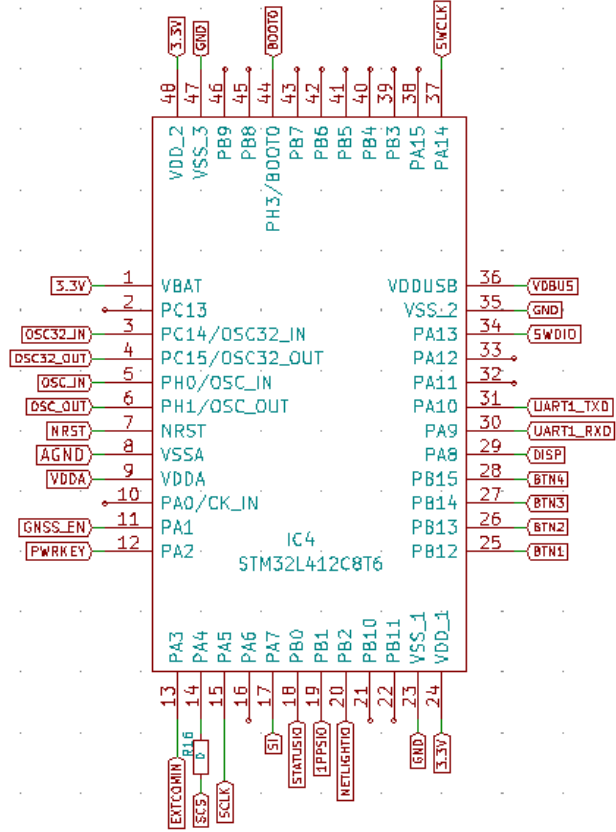 3.3V
GND
BOOT0
SWCLK
48
47
46
45
44
43
42
41
40
39
38
37
VDD_2
VSS_3
PB9
PB8
PH3/BOOT0
PB7
PB6
PB5
PB4
PB3
PA15
PA14
3.3V 1 VBAT
2 PC13
OSC32_IN 3 PC14/OSC32_IN
OSC32_OUT 4 PC15/OSC32_OUT
OSC_IN 5 PH0/OSC_IN
OSC_OUT 6 PH1/OSC_OUT
NRST 7 NRST
AGND 8 VSSA
VDDA 9 VDDA
10 PA0/CK_IN
GNSS_EN 11 PA1
PWRKEY 12 PA2
VDDUSB 36 VDBUS
VSS_2 35 GND
PA13 34 SWDIO
PA12 33
PA11 32
PA10 31 UART1_TXD
PA9 30 UART1_RXD
PA8 29 DISP
PB15 28 BTN4
PB14 27 BTN3
PB13 26 BTN2
PB12 25 BTN1
IC4
STM32L412C8T6
PA3
PA4
PA5
PA6
PA7
PB0
PB1
PB2
PB10
PB11
VSS_1
VDD_1
13
14
15
16
17
18
19
20
21
22
23
24
R16
0
EXTCOMIN
SCS
SCLK
SI
STATUSIO
1PPSIO
NETLIGHTIO
GND
3.3V